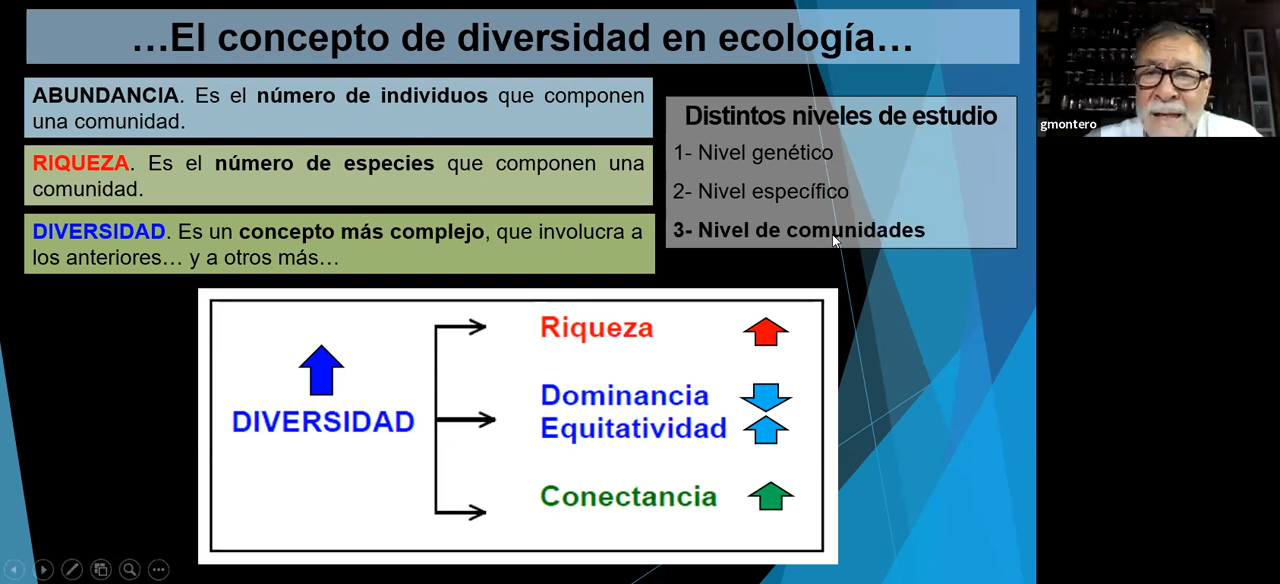 ...El concepto de diversidad en ecología...
ABUNDANCIA. Es el número de individuos que componen
una comunidad.
RIQUEZA. Es el número de especies que componen una
comunidad.
DIVERSIDAD. Es un concepto más complejo, que involucra a
los anteriores... y a otros más...
Distintos niveles de estudio
1- Nivel genético
2- Nivel específico
3- Nivel de comunidades
gmontero
DIVERSIDAD
Riqueza
Dominancia
Equitatividad
Conectancia